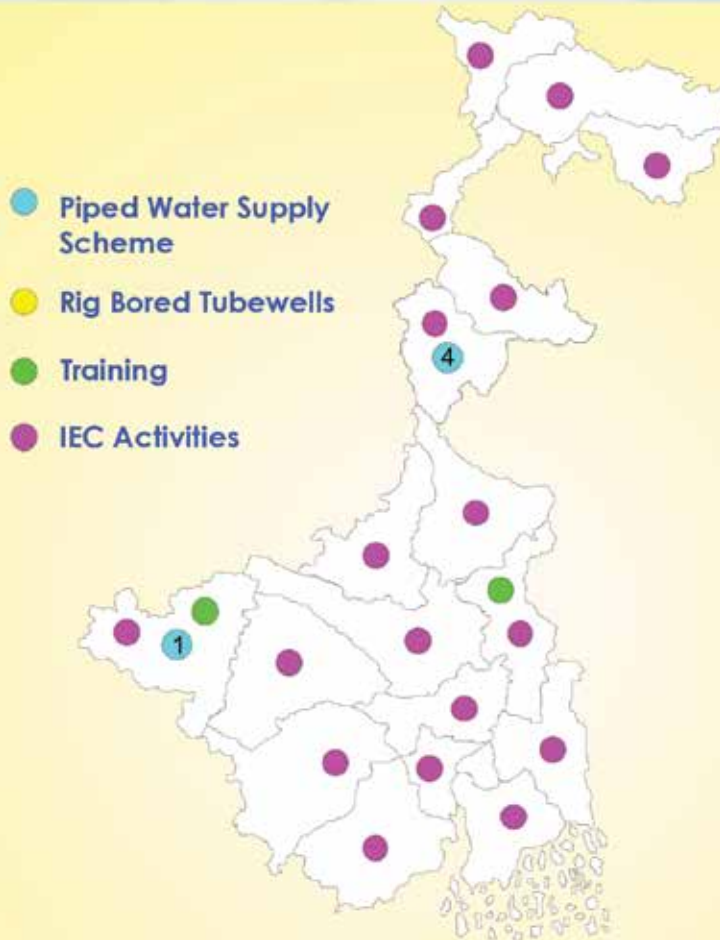 Piped Water Supply
Scheme
Rig Bored Tubewells
Training
IEC Activities
4
1